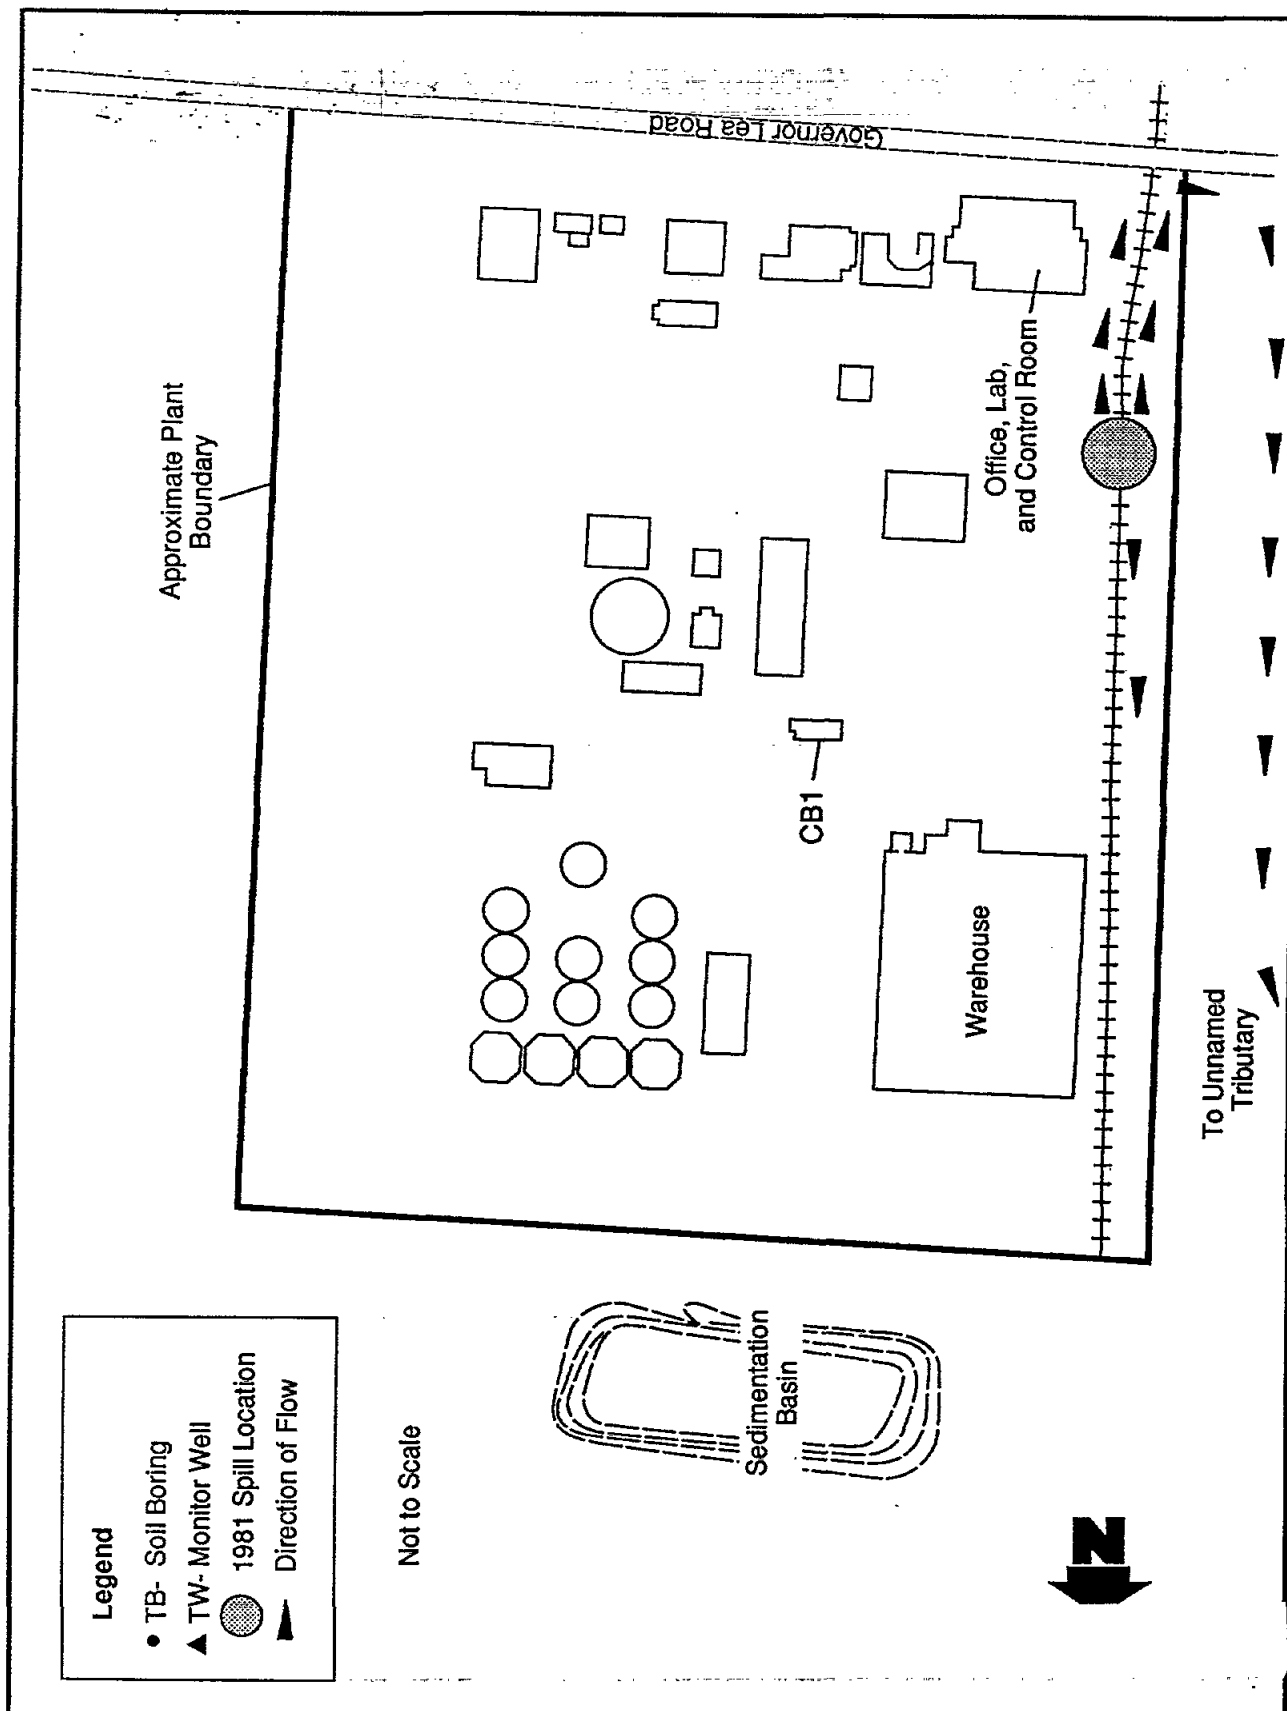 Legend
● TB- Soil Boring
▲ TW- Monitor Well
1981 Spill Location
Direction of Flow
Not to Scale
Approximate Plant
Boundary
Governor Lea Road
Office, Lab,
and Control Room
CB1
Warehouse
Sedimentation
Basin
To Unnamed
Tributary
N